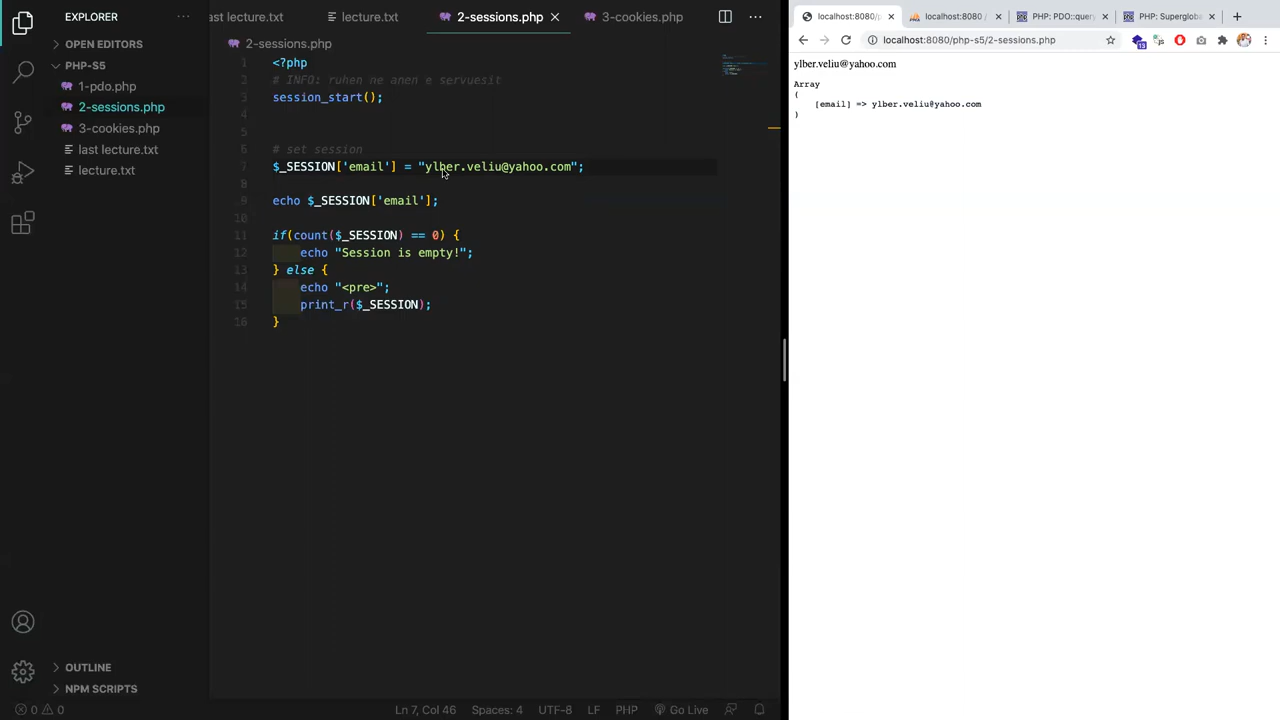 EXPLORER
OPEN EDITORS
PHP-S5
1-pdo.php
2-sessions.php
3-cookies.php
last lecture.txt
lecture.txt
OUTLINE
NPM SCRIPTS
0 0
ast lecture.txt
lecture.txt
2-sessions.php
3-cookies.php
2-sessions.php
1 <?php
2 # INFO: ruhen ne anen e servuesit
3 session_start();
4
5
6 # set session
7 $_SESSION['email'] = "ylber.veliu@yahoo.com";
8
9 echo $_SESSION['email'];
10
11 if(count($_SESSION) == 0) {
12 echo "Session is empty!";
13 } else {
14 echo "<pre>";
15 print_r($_SESSION);
16 }
Ln 7, Col 46 Spaces: 4 UTF-8 LF PHP Go Live
localhost:8080/p
localhost:8080 /
PHP: PDO::query
PHP: Supergloba
localhost:8080/php-s5/2-sessions.php
13
ylber.veliu@yahoo.com
Array
(
[email] => ylber.veliu@yahoo.com
)